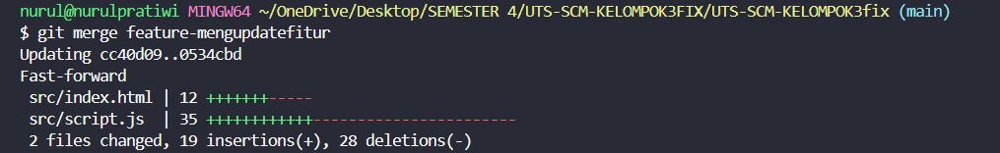 nurul@nurulpratiwi MINGW64 ~/OneDrive/Desktop/SEMESTER 4/UTS-SCM-KELOMPOK3FIX/UTS-SCM-KELOMPOK3fix (main)
$ git merge feature-mengupdatefitur
Updating cc40d09..0534cbd
Fast-forward
 src/index.html | 12 +++++++-----
 src/script.js  | 35 ++++++++++++-----------------------
 2 files changed, 19 insertions(+), 28 deletions(-)